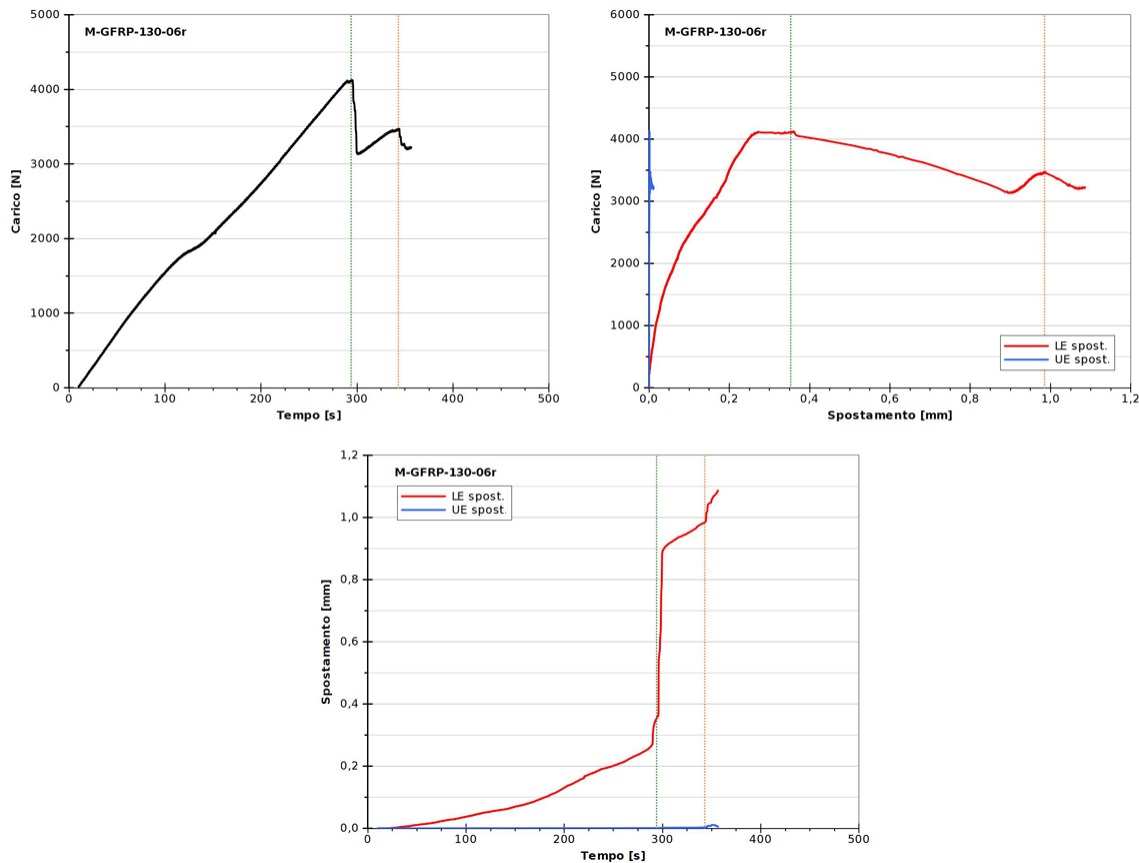 M-GFRP-130-06r
5000
4000
3000
2000
1000
0
0 100 200 300 400 500
Carico [N]
Tempo [s]
M-GFRP-130-06r
6000
5000
4000
3000
2000
1000
0
0,0 0,2 0,4 0,6 0,8 1,0 1,2
Carico [N]
Spostamento [mm]
LE spost.
UE spost.
M-GFRP-130-06r
LE spost.
UE spost.
1,2
1,0
0,8
0,6
0,4
0,2
0,0
0 100 200 300 400 500
Spostamento [mm]
Tempo [s]